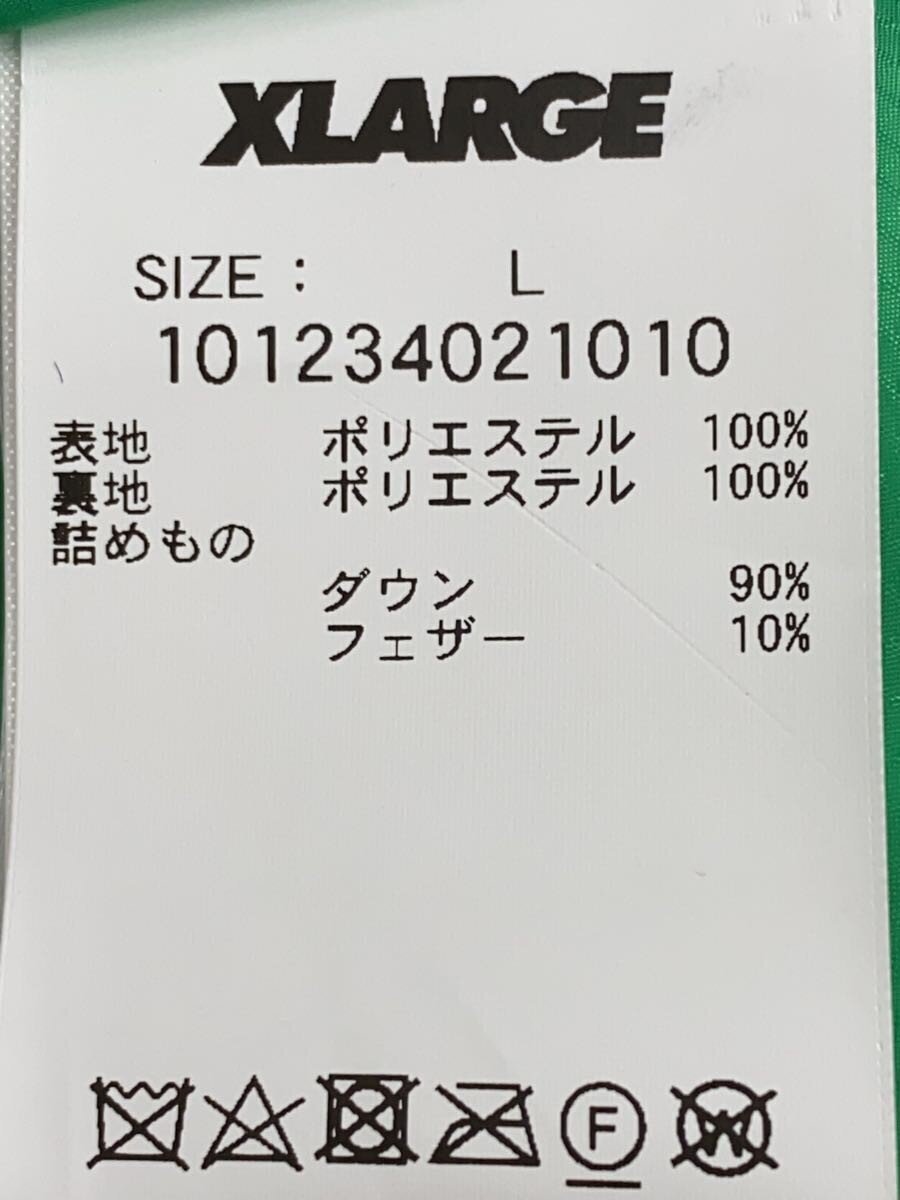 XLARGE
SIZE : L
101234021010
表地 ポリエステル 100%
裏地 ポリエステル 100%
詰めもの
ダウン 90%
フェザー 10%
F W